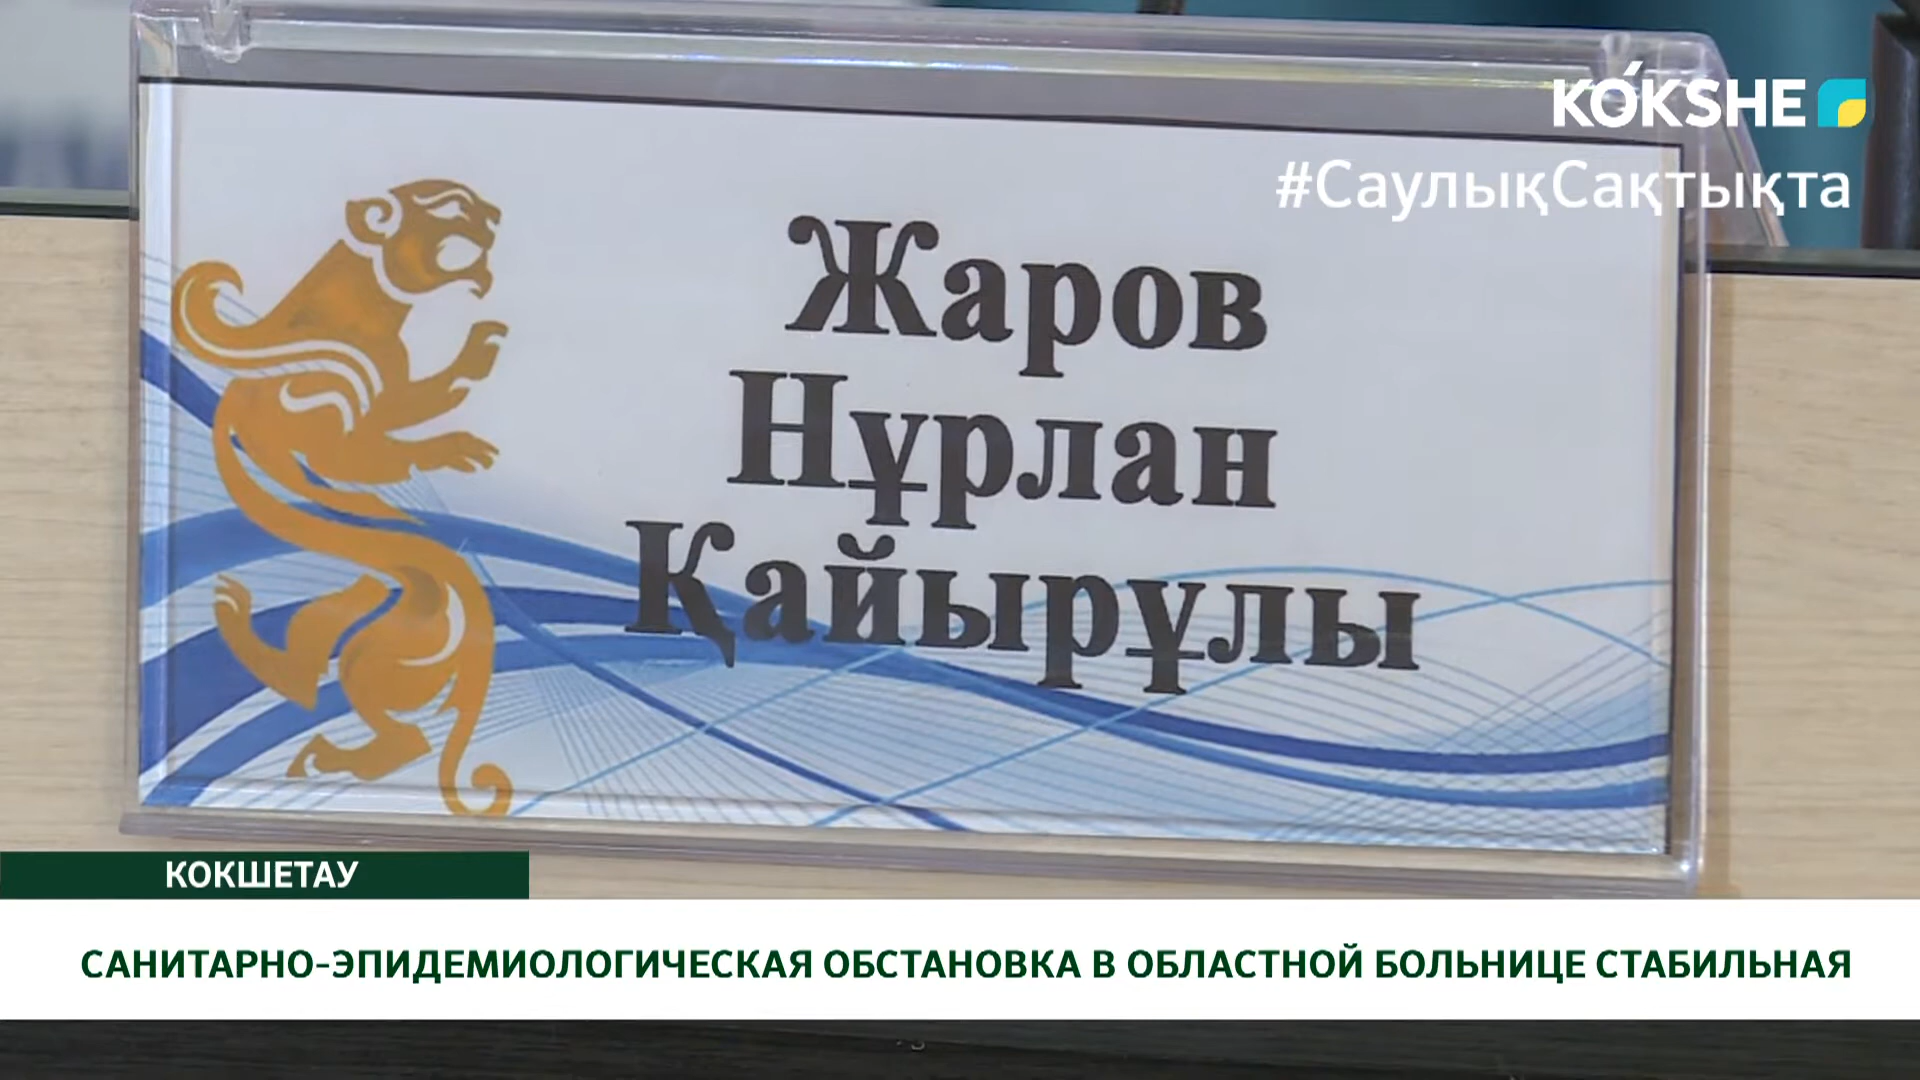 KÓKSHE
#СаулықСақтықта
Жаров
Нұрлан
Қайырұлы
КОКШЕТАУ
САНИТАРНО-ЭПИДЕМИОЛОГИЧЕСКАЯ ОБСТАНОВКА В ОБЛАСТНОЙ БОЛЬНИЦЕ СТАБИЛЬНАЯ